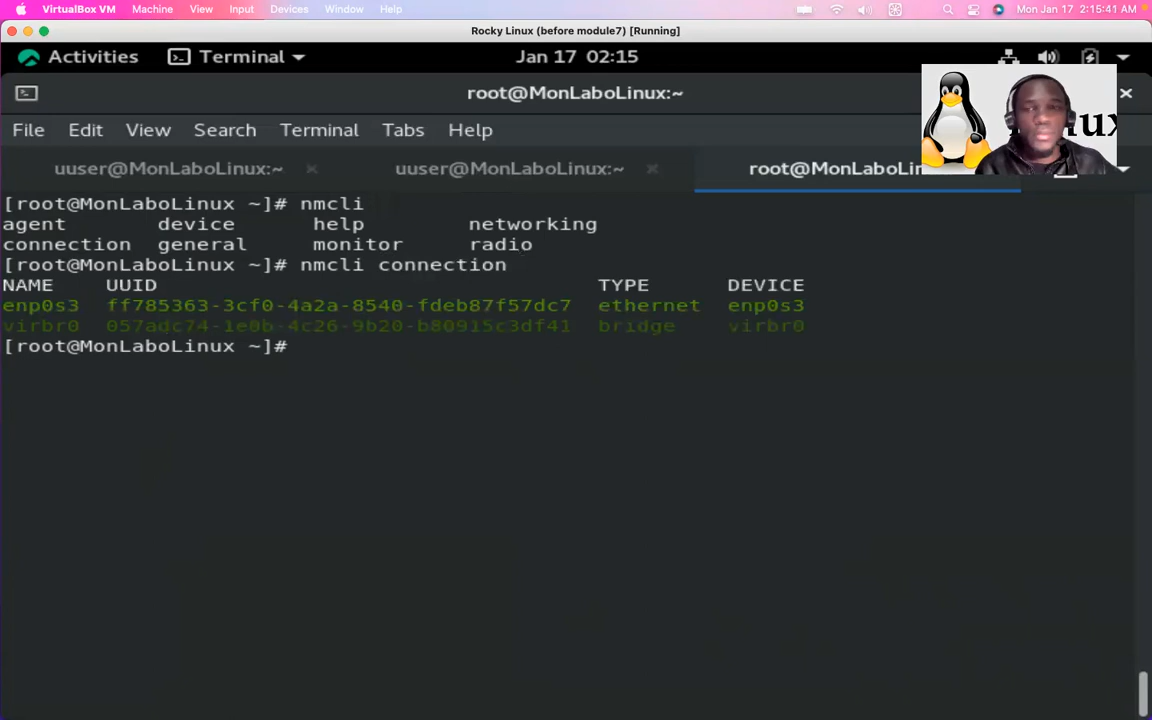 VirtualBox VM Machine View Input Devices Window Help Mon Jan 17 2:15:41 AM
Rocky Linux (before module7) [Running]
Activities Terminal Jan 17 02:15
root@MonLaboLinux:~
File Edit View Search Terminal Tabs Help
uuser@MonLaboLinux:~ × uuser@MonLaboLinux:~ × root@MonLaboLin
[root@MonLaboLinux ~]# nmcli
agent device help networking
connection general monitor radio
[root@MonLaboLinux ~]# nmcli connection
NAME UUID TYPE DEVICE
enp0s3 ff785363-3cf0-4a2a-8540-fdeb87f57dc7 ethernet enp0s3
virbr0 057adc74-1e0b-4c26-9b20-b80915c3df41 bridge virbr0
[root@MonLaboLinux ~]#